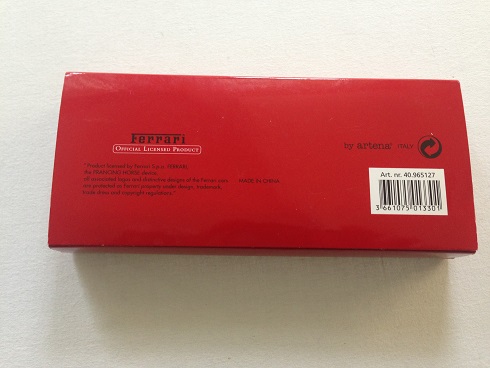 Ferrari
OFFICIAL LICENSED PRODUCT
"Product licensed by Ferrari S.p.A. FERRARI,
the PRANCING HORSE device,
all associated logos and distinctive designs of the Ferrari cars
are protected as Ferrari property under design, trademark,
trade dress and copyright regulations."
MADE IN CHINA
by artena® ITALY
Art. nr. 40.965127
3 661075 013301